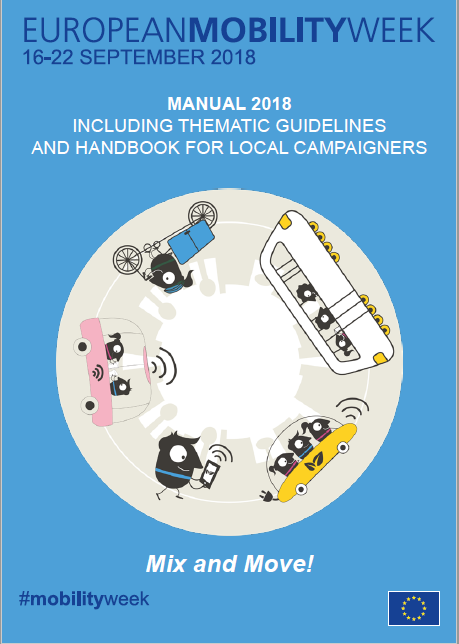 EUROPEANMOBILITYWEEK
16-22 SEPTEMBER 2018
MANUAL 2018
INCLUDING THEMATIC GUIDELINES
AND HANDBOOK FOR LOCAL CAMPAIGNERS
Mix and Move!
#mobilityweek